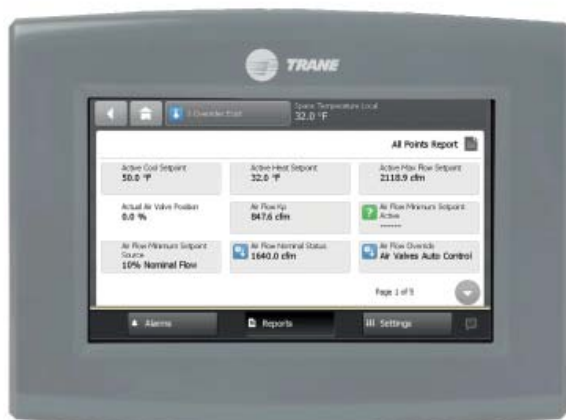 TRANE
3 Overrides Exist
Space Temperature Local
32.0 °F
All Points Report
Active Cool Setpoint
50.0 °F
Active Heat Setpoint
32.0 °F
Active Max Flow Setpoint
2118.9 cfm
Actual Air Valve Position
0.0 %
Air Flow Kp
847.6 cfm
Air Flow Minimum Setpoint
Active
------
Air Flow Minimum Setpoint
Source
10% Nominal Flow
Air Flow Nominal Status
1640.0 cfm
Air Flow Override
Air Valves Auto Control
Page 1 of 5
Alarms
Reports
Settings